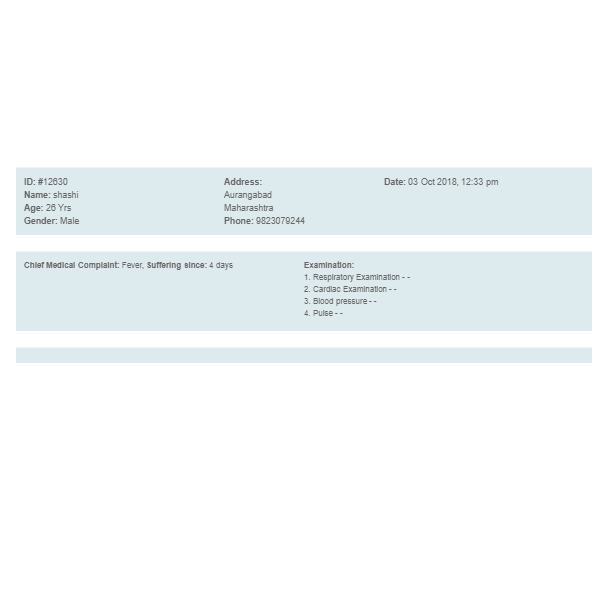 ID: #12630
Name: shashi
Age: 26 Yrs
Gender: Male
Address:
Aurangabad
Maharashtra
Phone: 9823079244
Date: 03 Oct 2018, 12:33 pm
Chief Medical Complaint: Fever, Suffering since: 4 days
Examination:
1. Respiratory Examination - -
2. Cardiac Examination - -
3. Blood pressure - -
4. Pulse - -